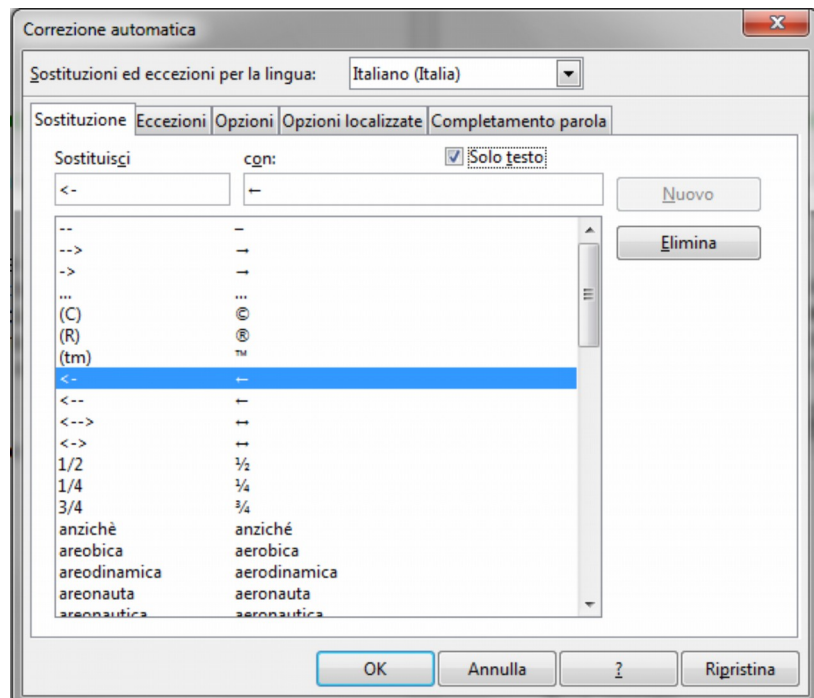 Correzione automatica
x
Sostituzioni ed eccezioni per la lingua: Italiano (Italia)
Sostituzione Eccezioni Opzioni Opzioni localizzate Completamento parola
Sostituisci con: Solo testo
<- ← Nuovo
Elimina
-- –
--> →
-> →
... …
(C) ©
(R) ®
(tm) ™
<- ←
<-- ←
<--> ↔
<-> ↔
1/2 ½
1/4 ¼
3/4 ¾
anzichè anziché
areobica aerobica
areodinamica aerodinamica
areonauta aeronauta
areonautica aeronautica
OK Annulla ? Ripristina